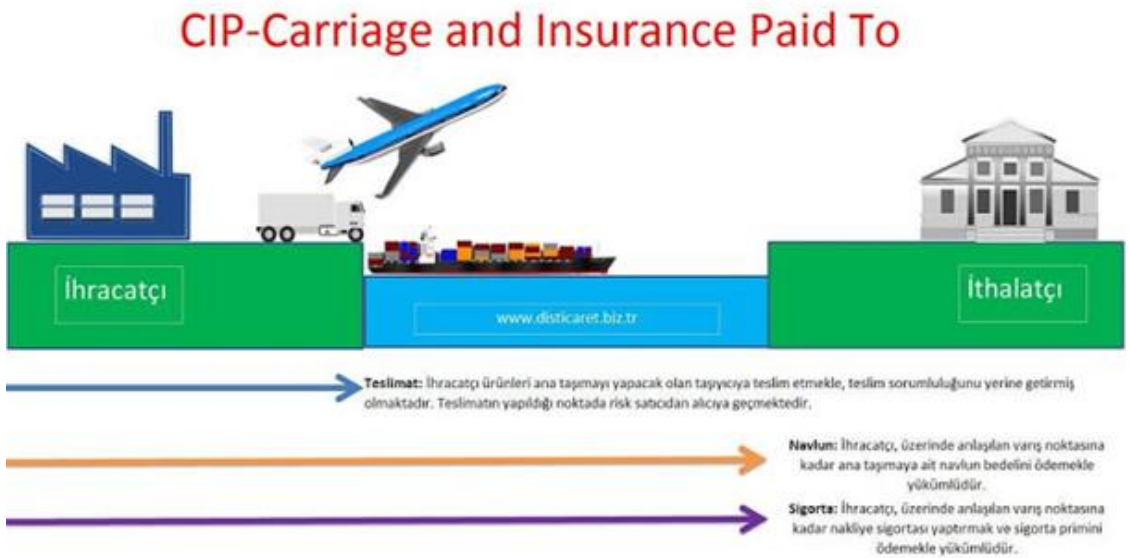 CIP-Carriage and Insurance Paid To
İhracatçı
İthalatçı
www.disticaret.biz.tr
Teslimat: İhracatçı ürünleri ana taşımayı yapacak olan taşıyıcıya teslim etmekle, teslim sorumluluğunu yerine getirmiş
olmaktadır. Teslimatın yapıldığı noktada risk satıcıdan alıcıya geçmektedir.
Navlun: İhracatçı, üzerinde anlaşılan varış noktasına
kadar ana taşımaya ait navlun bedelini ödemekle
yükümlüdür.
Sigorta: İhracatçı, üzerinde anlaşılan varış noktasına
kadar nakliye sigortası yaptırmak ve sigorta primini
ödemekle yükümlüdür.